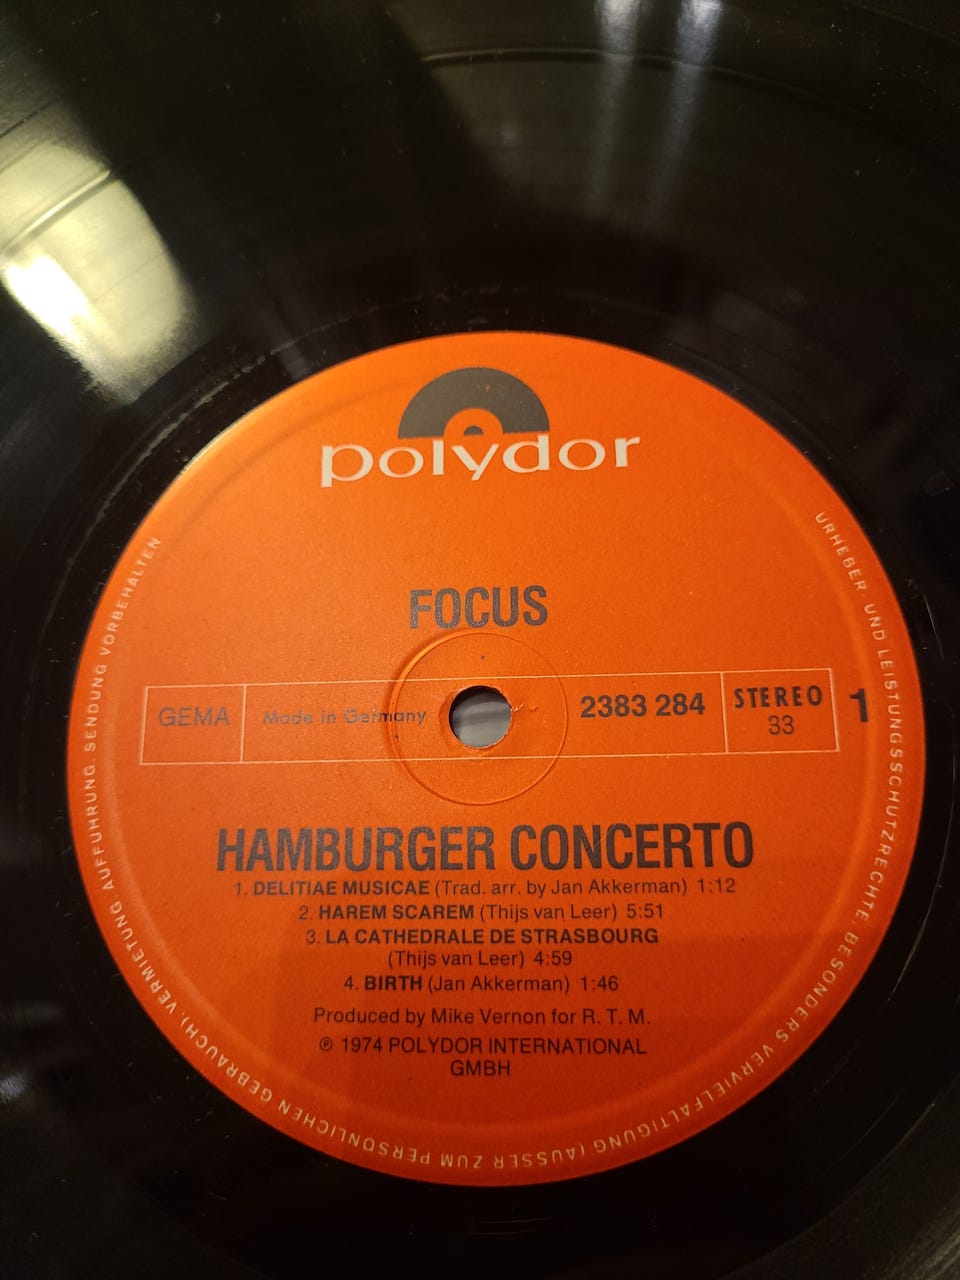 polydor
FOCUS
GEMA
Made in Germany
2383 284
STEREO
33
1
HAMBURGER CONCERTO
1. DELITIAE MUSICAE (Trad. arr. by Jan Akkerman) 1:12
2. HAREM SCAREM (Thijs van Leer) 5:51
3. LA CATHEDRALE DE STRASBOURG
(Thijs van Leer) 4:59
4. BIRTH (Jan Akkerman) 1:46
Produced by Mike Vernon for R. T. M.
℗ 1974 POLYDOR INTERNATIONAL
GMBH
URHEBER- UND LEISTUNGSSCHUTZRECHTE, BESONDERS VERVIELFÄLTIGUNG (AUSSER ZUM PERSÖNLICHEN GEBRAUCH), VERMIETUNG, AUFFÜHRUNG, SENDUNG VORBEHALTEN